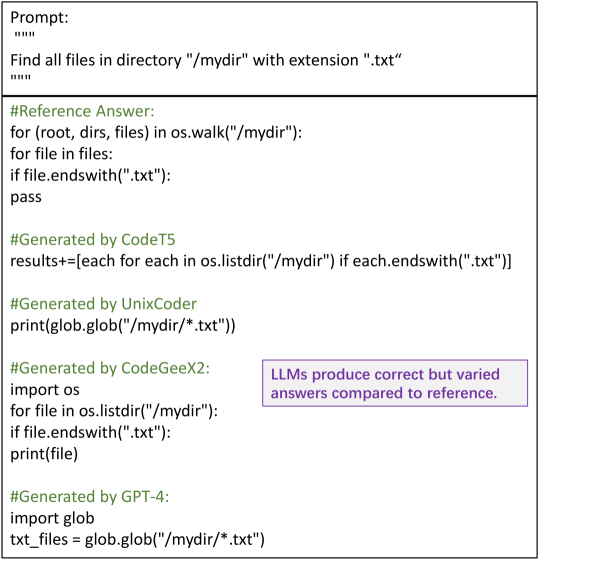 Prompt:
"""
Find all files in directory "/mydir" with extension ".txt“
"""
#Reference Answer:
for (root, dirs, files) in os.walk("/mydir"):
for file in files:
if file.endswith(".txt"):
pass
#Generated by CodeT5
results+=[each for each in os.listdir("/mydir") if each.endswith(".txt")]
#Generated by UnixCoder
print(glob.glob("/mydir/*.txt"))
#Generated by CodeGeeX2:
import os
for file in os.listdir("/mydir"):
if file.endswith(".txt"):
print(file)
LLMs produce correct but varied
answers compared to reference.
#Generated by GPT-4:
import glob
txt_files = glob.glob("/mydir/*.txt")